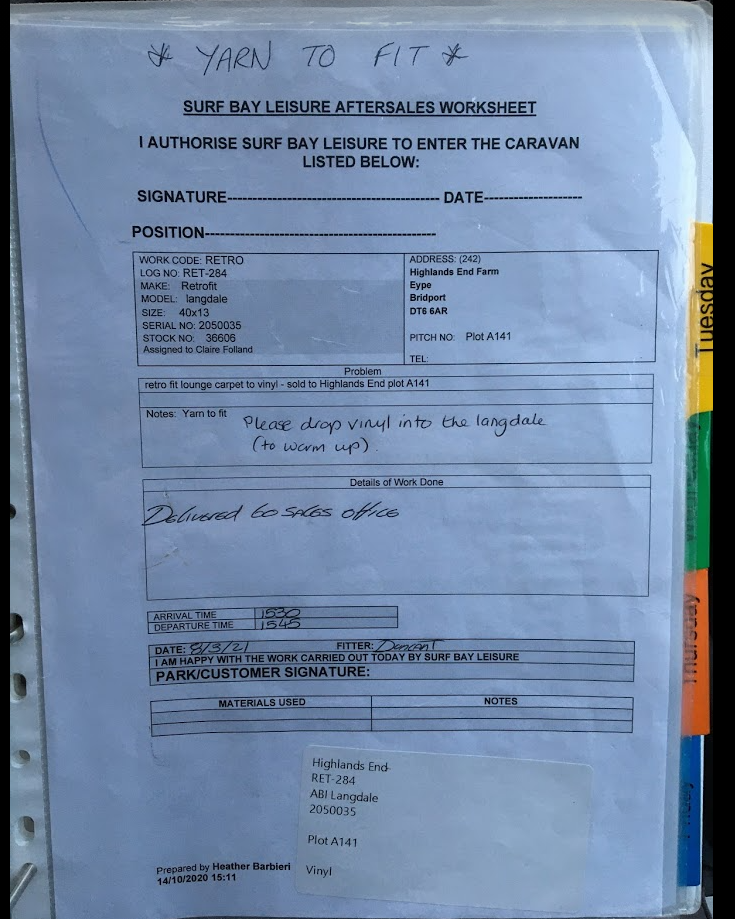 * YARN TO FIT *
SURF BAY LEISURE AFTERSALES WORKSHEET
I AUTHORISE SURF BAY LEISURE TO ENTER THE CARAVAN
LISTED BELOW:
SIGNATURE------------------------------------------ DATE--------------------
POSITION----------------------------------------------
WORK CODE: RETRO
LOG NO: RET-284
MAKE: Retrofit
MODEL: langdale
SIZE: 40x13
SERIAL NO: 2050035
STOCK NO: 36606
Assigned to Claire Folland
ADDRESS: (242)
Highlands End Farm
Eype
Bridport
DT6 6AR
PITCH NO: Plot A141
TEL:
Problem
retro fit lounge carpet to vinyl - sold to Highlands End plot A141
Notes: Yarn to fit
Please drop vinyl into the langdale
(to warm up).
Details of Work Done
Delivered to sales office
ARRIVAL TIME 1530
DEPARTURE TIME 1545
DATE: 8/3/21 FITTER: Duncan T
I AM HAPPY WITH THE WORK CARRIED OUT TODAY BY SURF BAY LEISURE
PARK/CUSTOMER SIGNATURE:
MATERIALS USED NOTES
Highlands End
RET-284
ABI Langdale
2050035
Plot A141
Vinyl
Prepared by Heather Barbieri
14/10/2020 15:11
Tuesday
Thursday